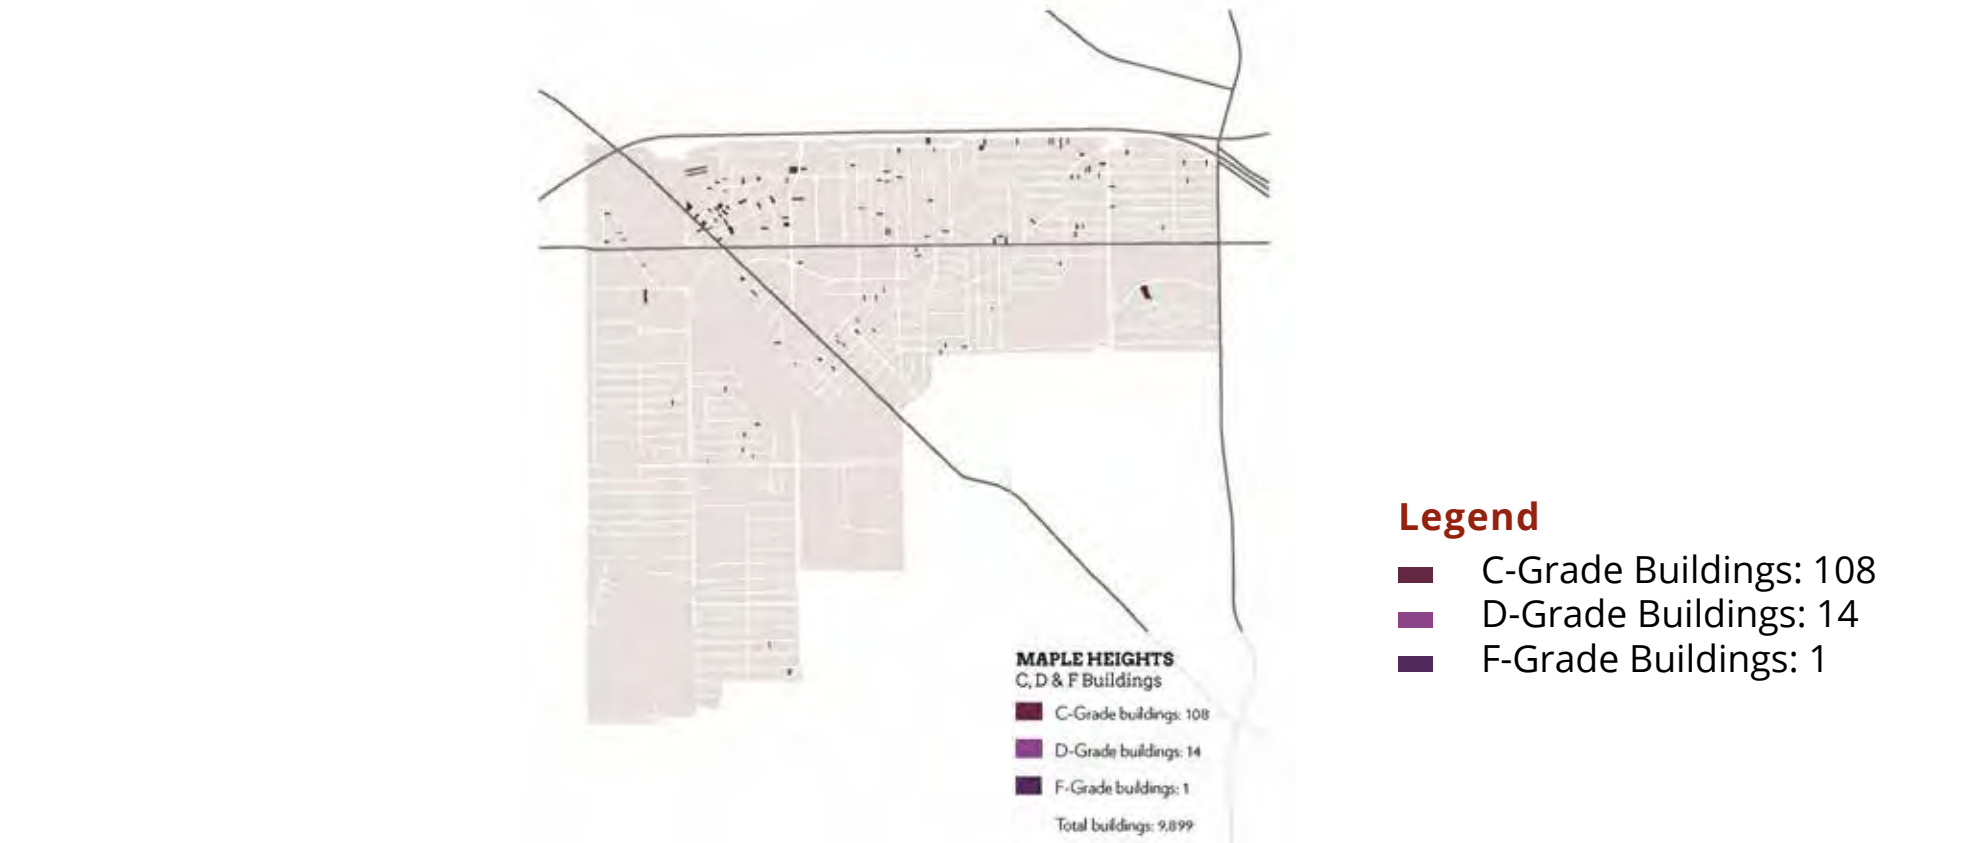 MAPLE HEIGHTS
C, D & F Buildings
C-Grade buildings: 108
D-Grade buildings: 14
F-Grade buildings: 1
Total buildings: 9,899
Legend
C-Grade Buildings: 108
D-Grade Buildings: 14
F-Grade Buildings: 1